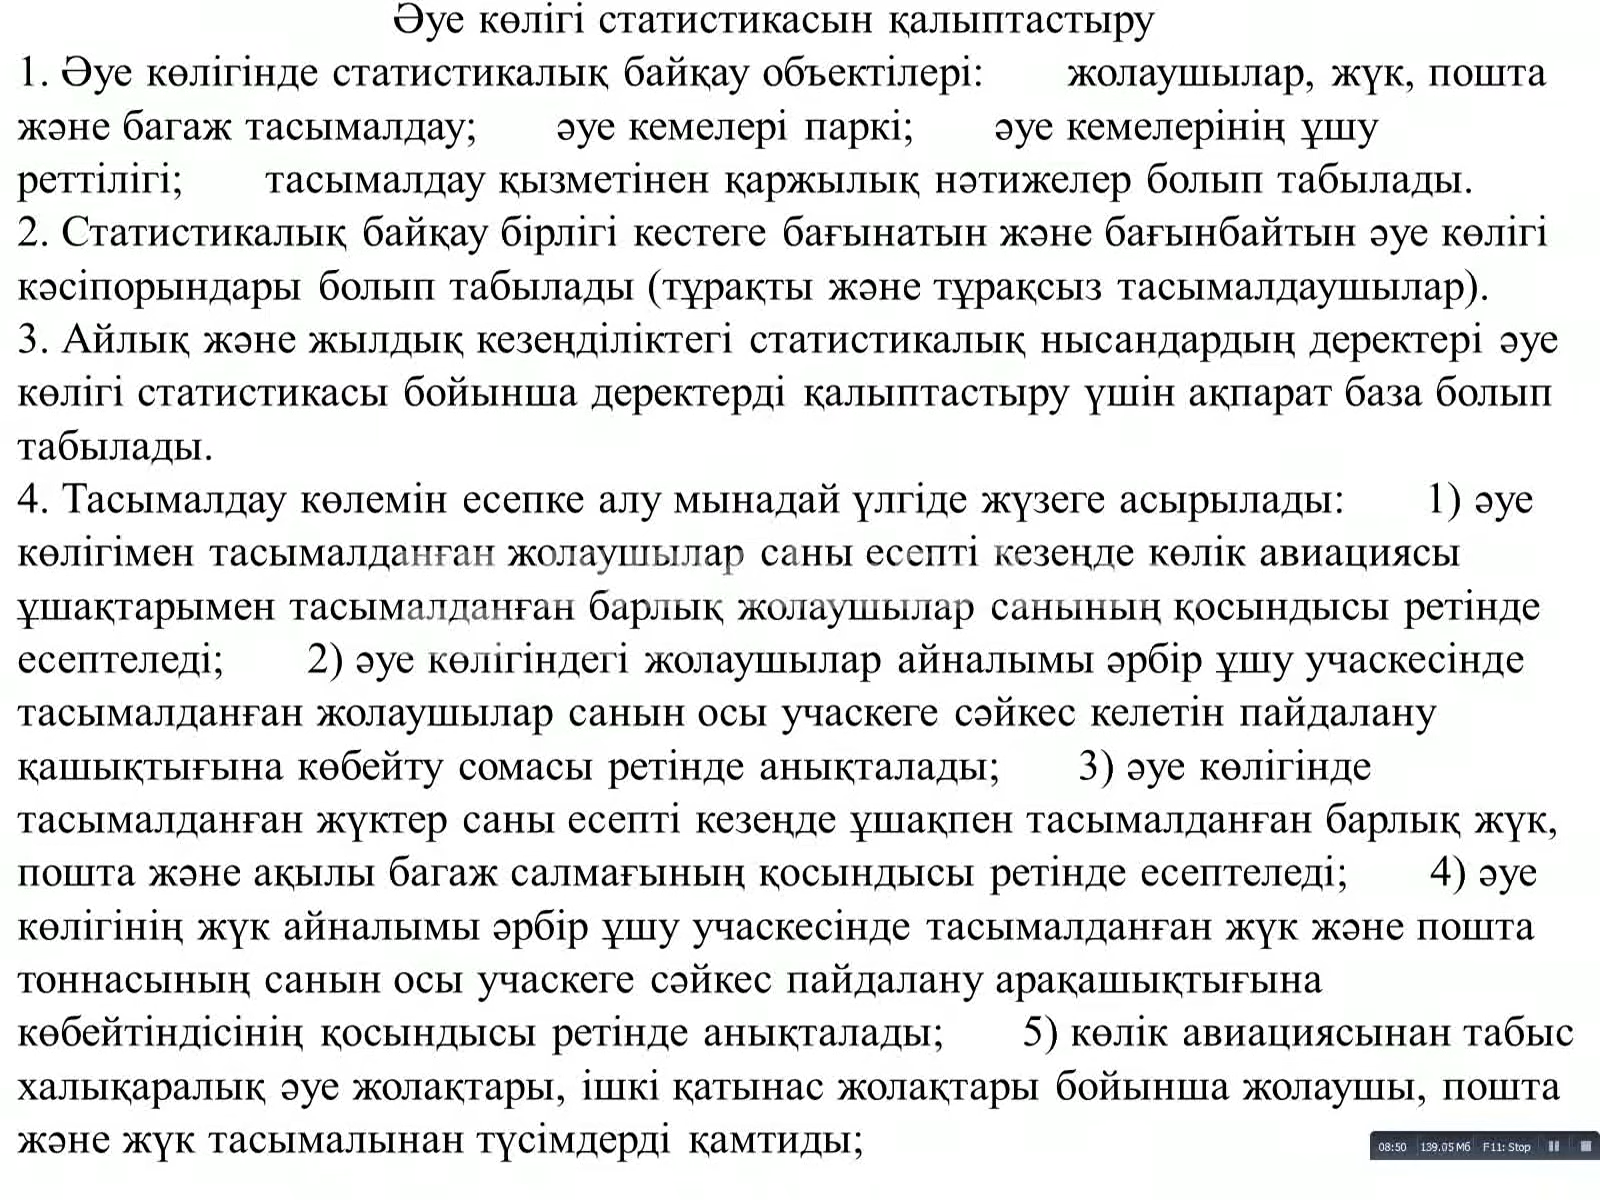 Әуе көлігі статистикасын қалыптастыру
1. Әуе көлігінде статистикалық байқау объектілері: жолаушылар, жүк, пошта
және багаж тасымалдау; әуе кемелері паркі; әуе кемелерінің ұшу
реттілігі; тасымалдау қызметінен қаржылық нәтижелер болып табылады.
2. Статистикалық байқау бірлігі кестеге бағынатын және бағынбайтын әуе көлігі
кәсіпорындары болып табылады (тұрақты және тұрақсыз тасымалдаушылар).
3. Айлық және жылдық кезеңділіктегі статистикалық нысандардың деректері әуе
көлігі статистикасы бойынша деректерді қалыптастыру үшін ақпарат база болып
табылады.
4. Тасымалдау көлемін есепке алу мынадай үлгіде жүзеге асырылады: 1) әуе
көлігімен тасымалданған жолаушылар саны есепті кезеңде көлік авиациясы
ұшақтарымен тасымалданған барлық жолаушылар санының қосындысы ретінде
есептеледі; 2) әуе көлігіндегі жолаушылар айналымы әрбір ұшу учаскесінде
тасымалданған жолаушылар санын осы учаскеге сәйкес келетін пайдалану
қашықтығына көбейту сомасы ретінде анықталады; 3) әуе көлігінде
тасымалданған жүктер саны есепті кезеңде ұшақпен тасымалданған барлық жүк,
пошта және ақылы багаж салмағының қосындысы ретінде есептеледі; 4) әуе
көлігінің жүк айналымы әрбір ұшу учаскесінде тасымалданған жүк және пошта
тоннасының санын осы учаскеге сәйкес пайдалану арақашықтығына
көбейтіндісінің қосындысы ретінде анықталады; 5) көлік авиациясынан табыс
халықаралық әуе жолақтары, ішкі қатынас жолақтары бойынша жолаушы, пошта
және жүк тасымалынан түсімдерді қамтиды;
08:50 139.05 Мб F11: Stop